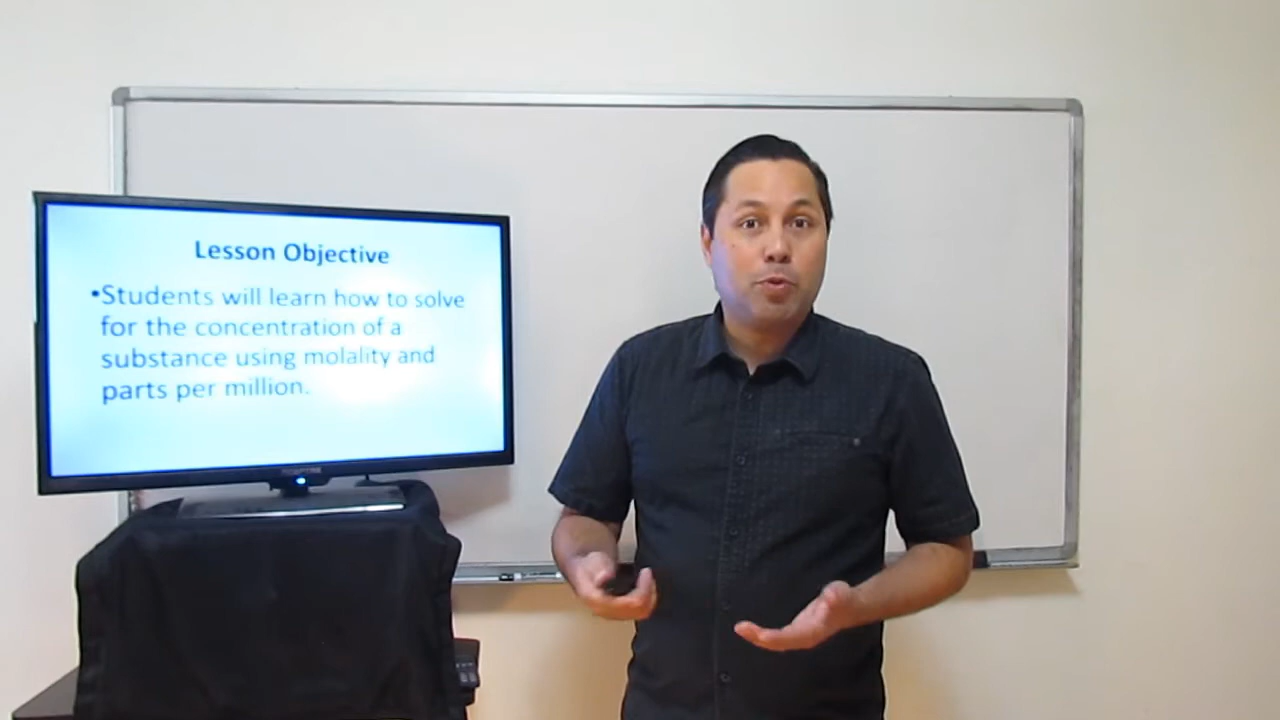 Lesson Objective
•Students will learn how to solve
for the concentration of a
substance using molality and
parts per million.